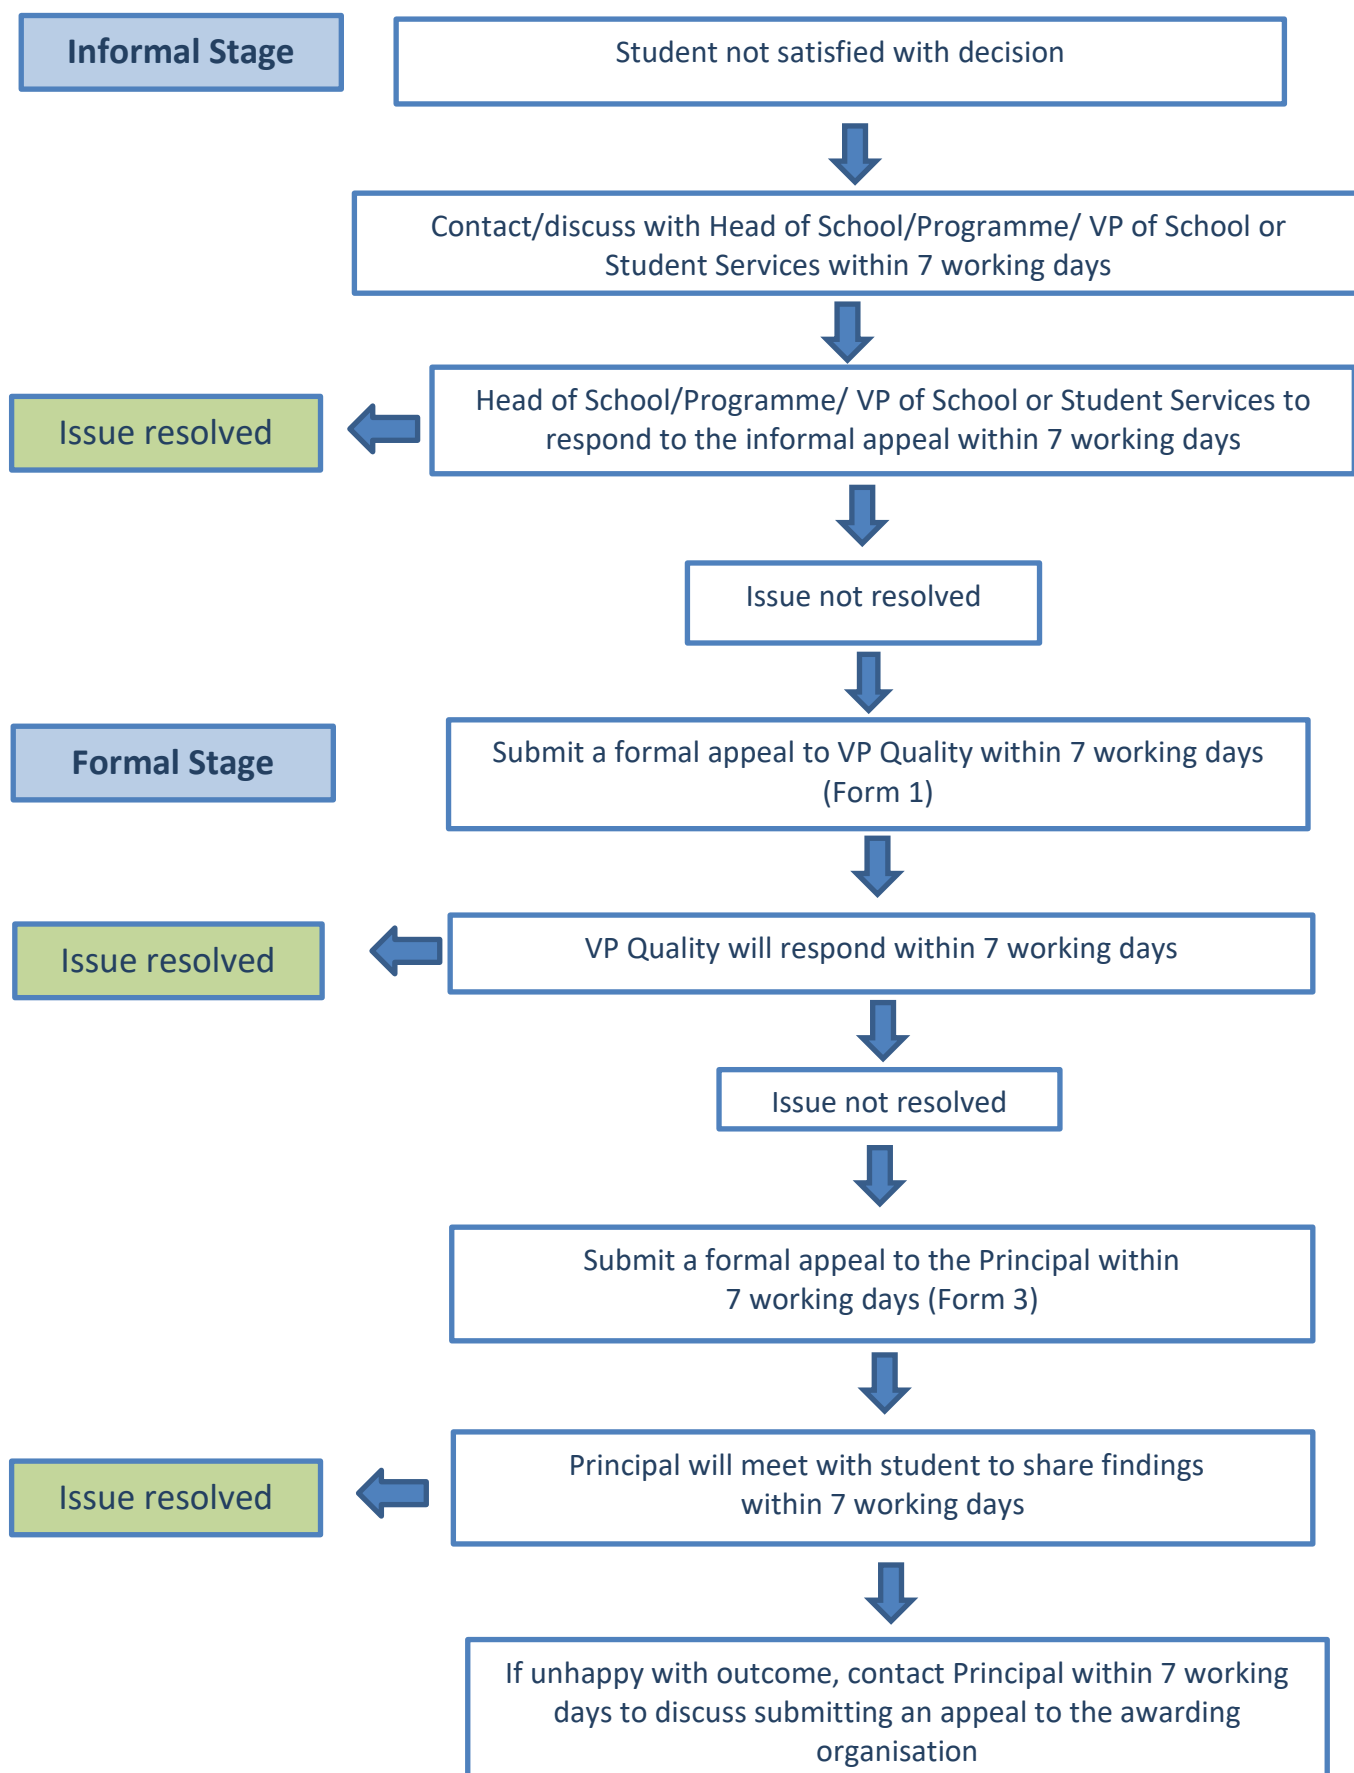 Informal Stage
Student not satisfied with decision
Contact/discuss with Head of School/Programme/ VP of School or
Student Services within 7 working days
Head of School/Programme/ VP of School or Student Services to
respond to the informal appeal within 7 working days
Issue resolved
Issue not resolved
Formal Stage
Submit a formal appeal to VP Quality within 7 working days
(Form 1)
VP Quality will respond within 7 working days
Issue resolved
Issue not resolved
Submit a formal appeal to the Principal within
7 working days (Form 3)
Principal will meet with student to share findings
within 7 working days
Issue resolved
If unhappy with outcome, contact Principal within 7 working
days to discuss submitting an appeal to the awarding
organisation